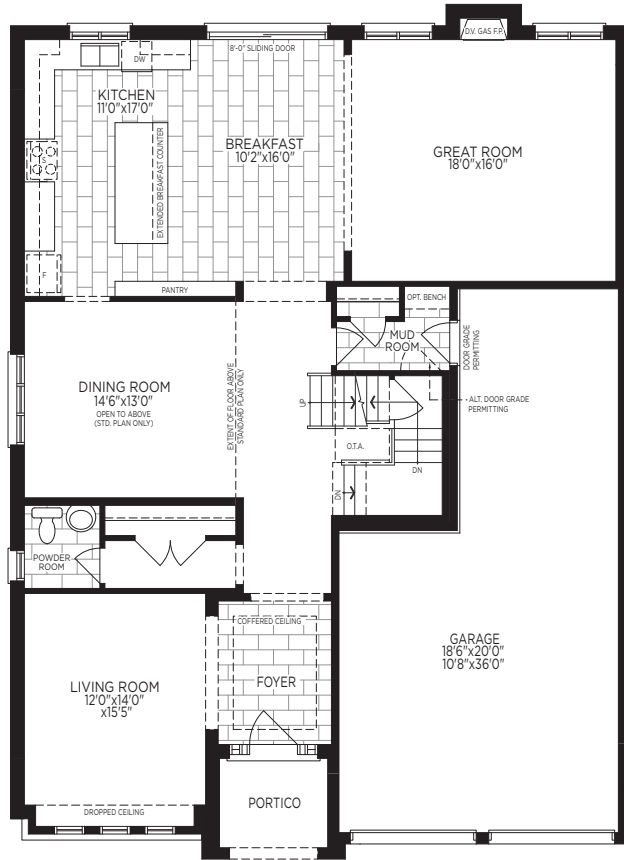 D.V. GAS F.P.
8'-0" SLIDING DOOR
DW
KITCHEN
11'0"x17'0"
BREAKFAST
10'2"x16'0"
GREAT ROOM
18'0"x16'0"
EXTENDED BREAKFAST COUNTER
S
F
PANTRY
OPT. BENCH
MUD
ROOM
DOOR GRADE
PERMITTING
DINING ROOM
14'6"x13'0"
OPEN TO ABOVE
(STD. PLAN ONLY)
EXTENT OF FLOOR ABOVE
STANDARD PLAN ONLY
UP
ALT. DOOR GRADE
PERMITTING
O.T.A.
DN
DN
POWDER
ROOM
COFFERED CEILING
FOYER
LIVING ROOM
12'0"x14'0"
x15'5"
GARAGE
18'6"x20'0"
10'8"x36'0"
DROPPED CEILING
PORTICO